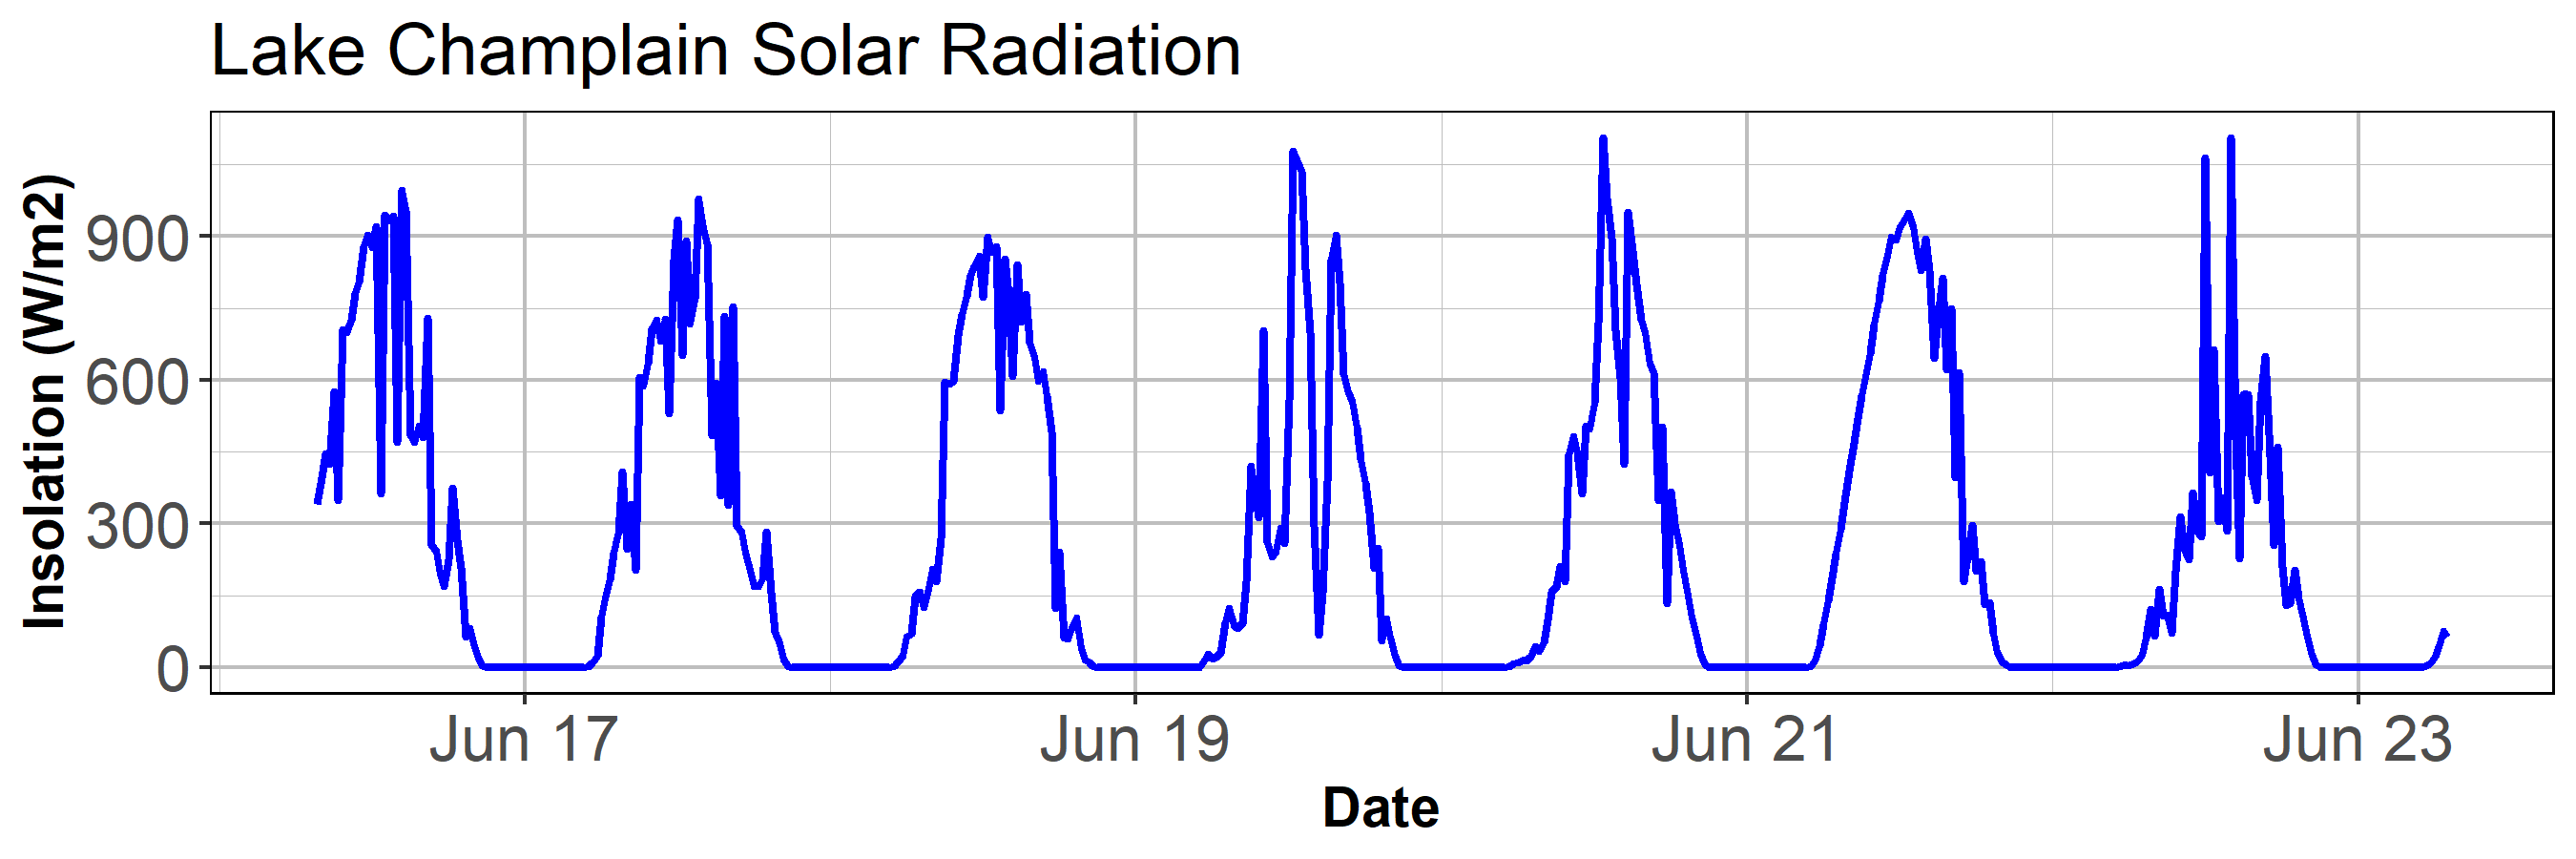 Lake Champlain Solar Radiation
Insolation (W/m2)
900
600
300
0
Jun 17 Jun 19 Jun 21 Jun 23
Date